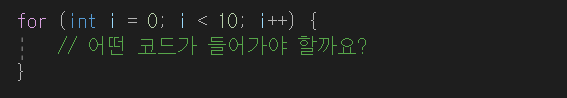 for (int i = 0; i < 10; i++) {
// 어떤 코드가 들어가야 할까요?
}